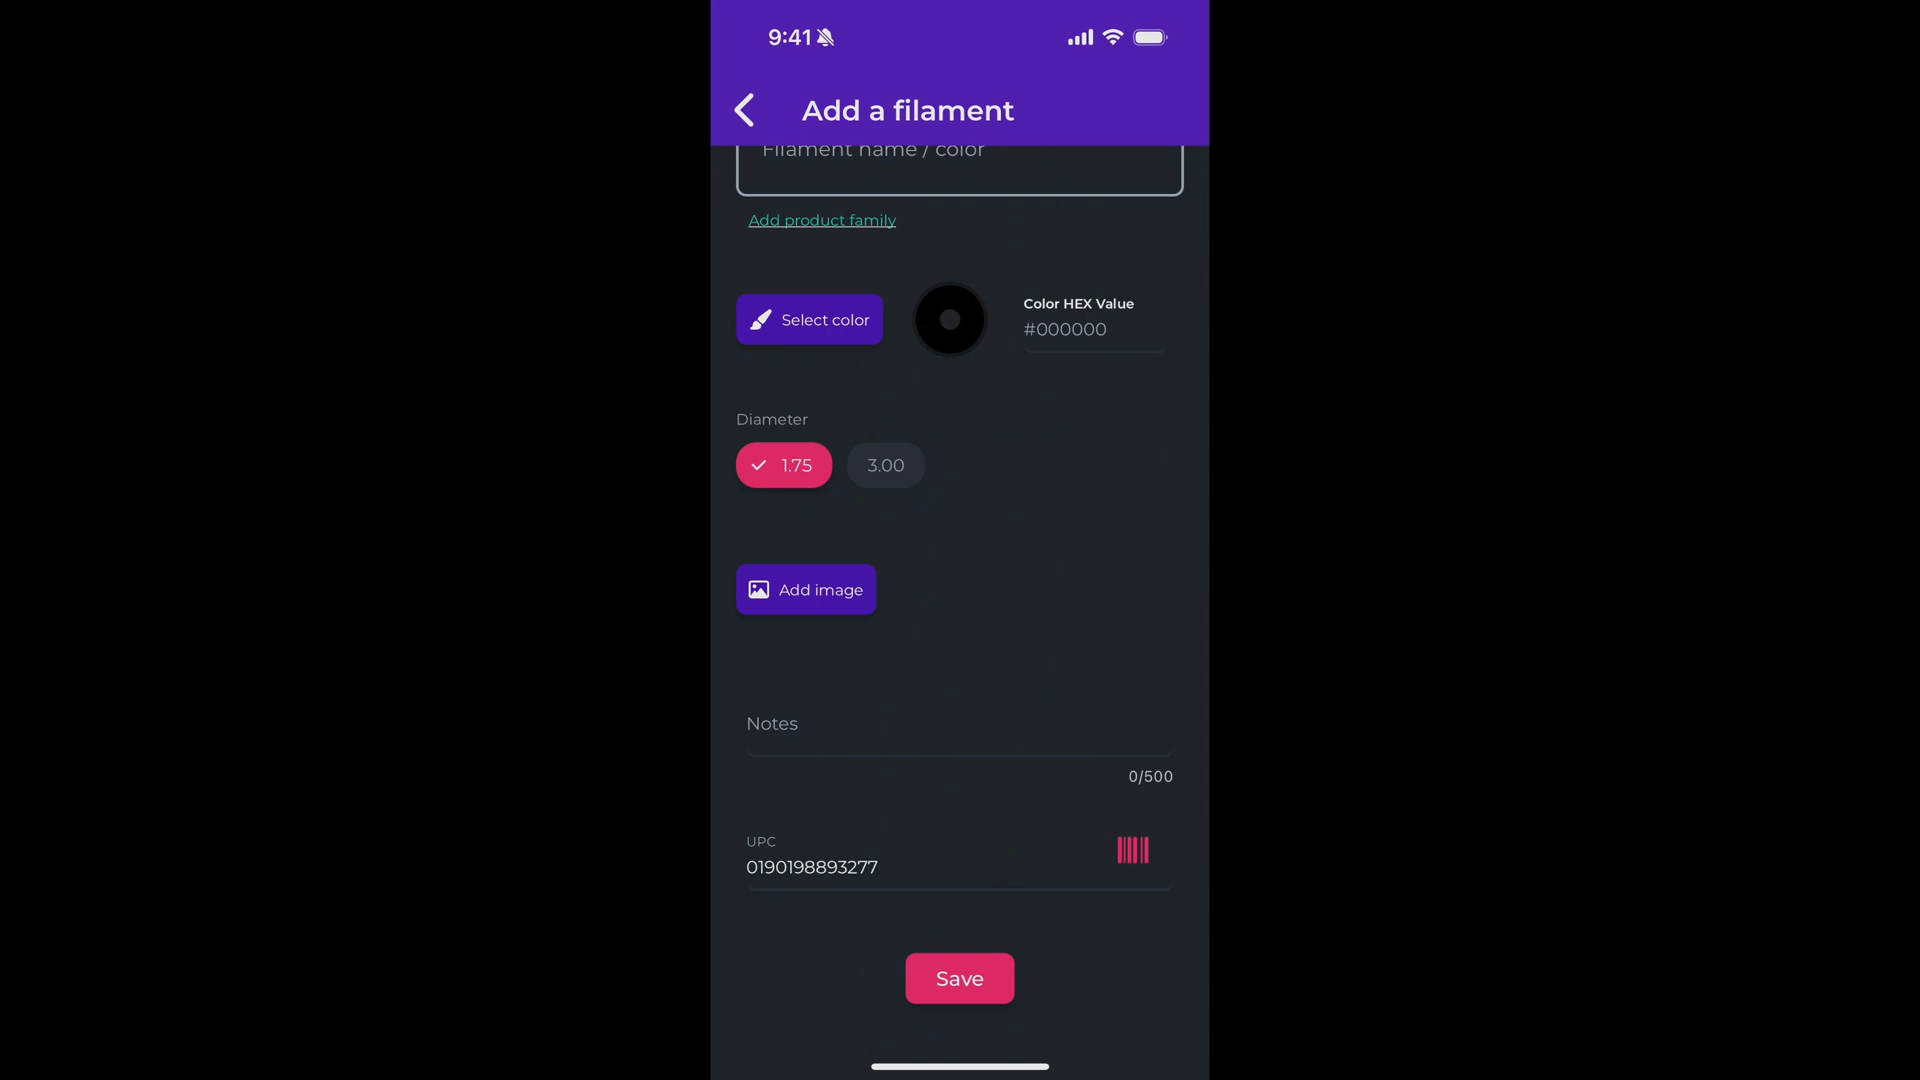 9:41
Add a filament
Filament name / color
Add product family
Select color
Color HEX Value
#000000
Diameter
1.75
3.00
Add image
Notes
0/500
UPC
0190198893277
Save